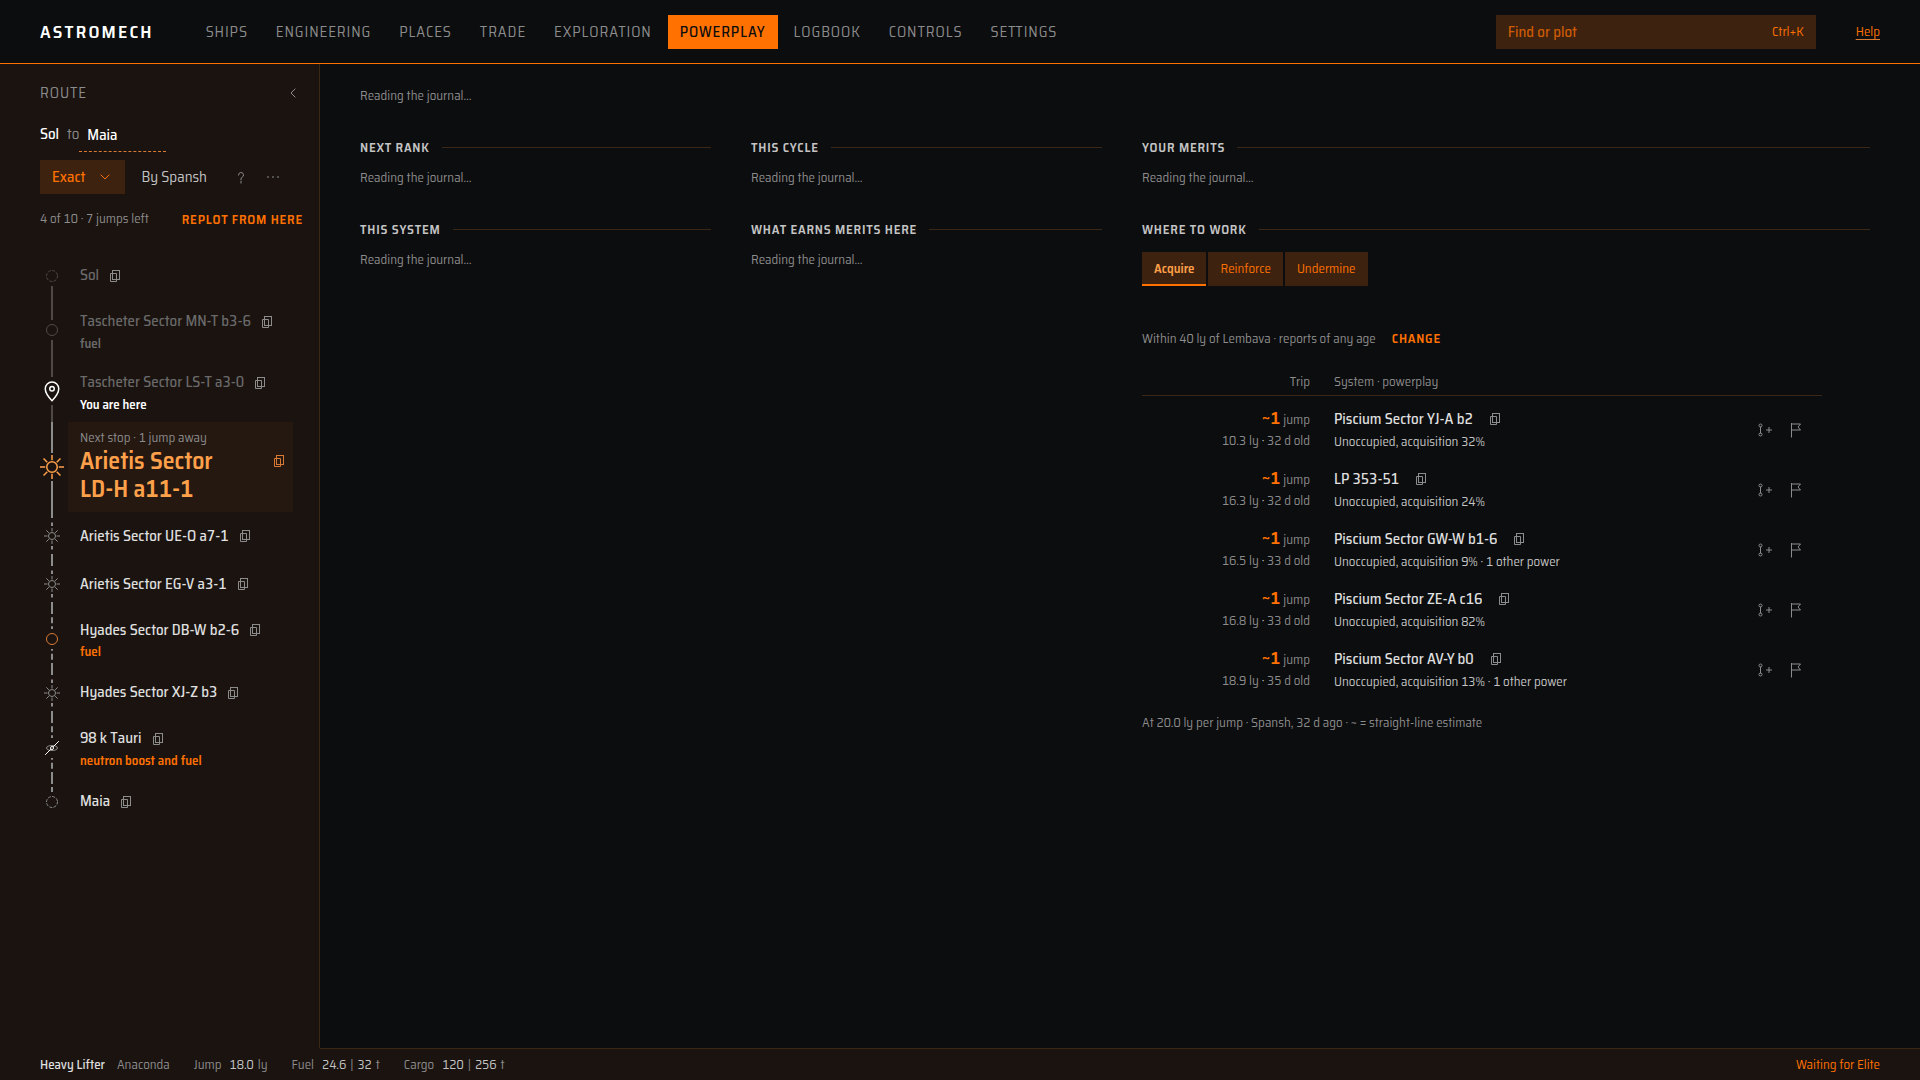 ASTROMECH
SHIPS
ENGINEERING
PLACES
TRADE
EXPLORATION
POWERPLAY
LOGBOOK
CONTROLS
SETTINGS
Find or plot
Ctrl+K
Help
ROUTE
Sol to Maia
Exact
By Spansh
?
...
4 of 10 · 7 jumps left
REPLOT FROM HERE
Sol
Tascheter Sector MN-T b3-6
fuel
Tascheter Sector LS-T a3-0
You are here
Next stop · 1 jump away
Arietis Sector
LD-H a11-1
Arietis Sector UE-O a7-1
Arietis Sector EG-V a3-1
Hyades Sector DB-W b2-6
fuel
Hyades Sector XJ-Z b3
98 k Tauri
neutron boost and fuel
Maia
Reading the journal...
NEXT RANK
Reading the journal...
THIS CYCLE
Reading the journal...
YOUR MERITS
Reading the journal...
THIS SYSTEM
Reading the journal...
WHAT EARNS MERITS HERE
Reading the journal...
WHERE TO WORK
Acquire
Reinforce
Undermine
Within 40 ly of Lembava · reports of any age
CHANGE
Trip
System · powerplay
~1 jump
Piscium Sector YJ-A b2
10.3 ly · 32 d old
Unoccupied, acquisition 32%
~1 jump
LP 353-51
16.3 ly · 32 d old
Unoccupied, acquisition 24%
~1 jump
Piscium Sector GW-W b1-6
16.5 ly · 33 d old
Unoccupied, acquisition 9% · 1 other power
~1 jump
Piscium Sector ZE-A c16
16.8 ly · 33 d old
Unoccupied, acquisition 82%
~1 jump
Piscium Sector AV-Y b0
18.9 ly · 35 d old
Unoccupied, acquisition 13% · 1 other power
At 20.0 ly per jump · Spansh, 32 d ago · ~ = straight-line estimate
Heavy Lifter Anaconda
Jump 18.0 ly
Fuel 24.6 | 32 t
Cargo 120 | 256 t
Waiting for Elite